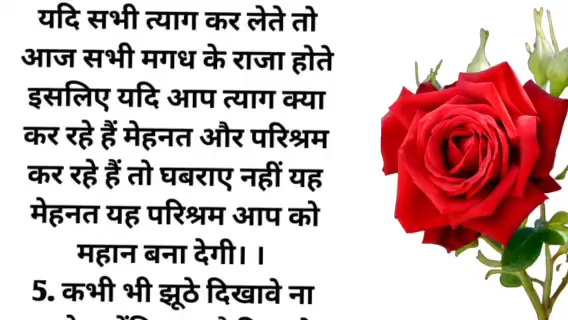 यदि सभी त्याग कर लेते तो
आज सभी मगध के राजा होते
इसलिए यदि आप त्याग क्या
कर रहे हैं मेहनत और परिश्रम
कर रहे हैं तो घबराए नहीं यह
मेहनत यह परिश्रम आप को
महान बना देगी। ।
5. कभी भी झूठे दिखावे ना